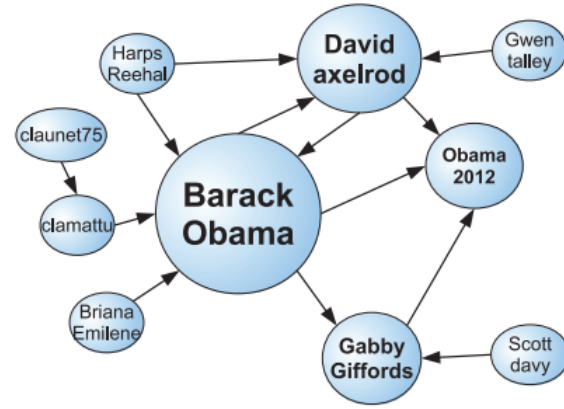 Harps
Reehal
David
axelrod
Gwen
talley
claunet75
Obama
2012
Barack
Obama
clamattu
Briana
Emilene
Gabby
Giffords
Scott
davy